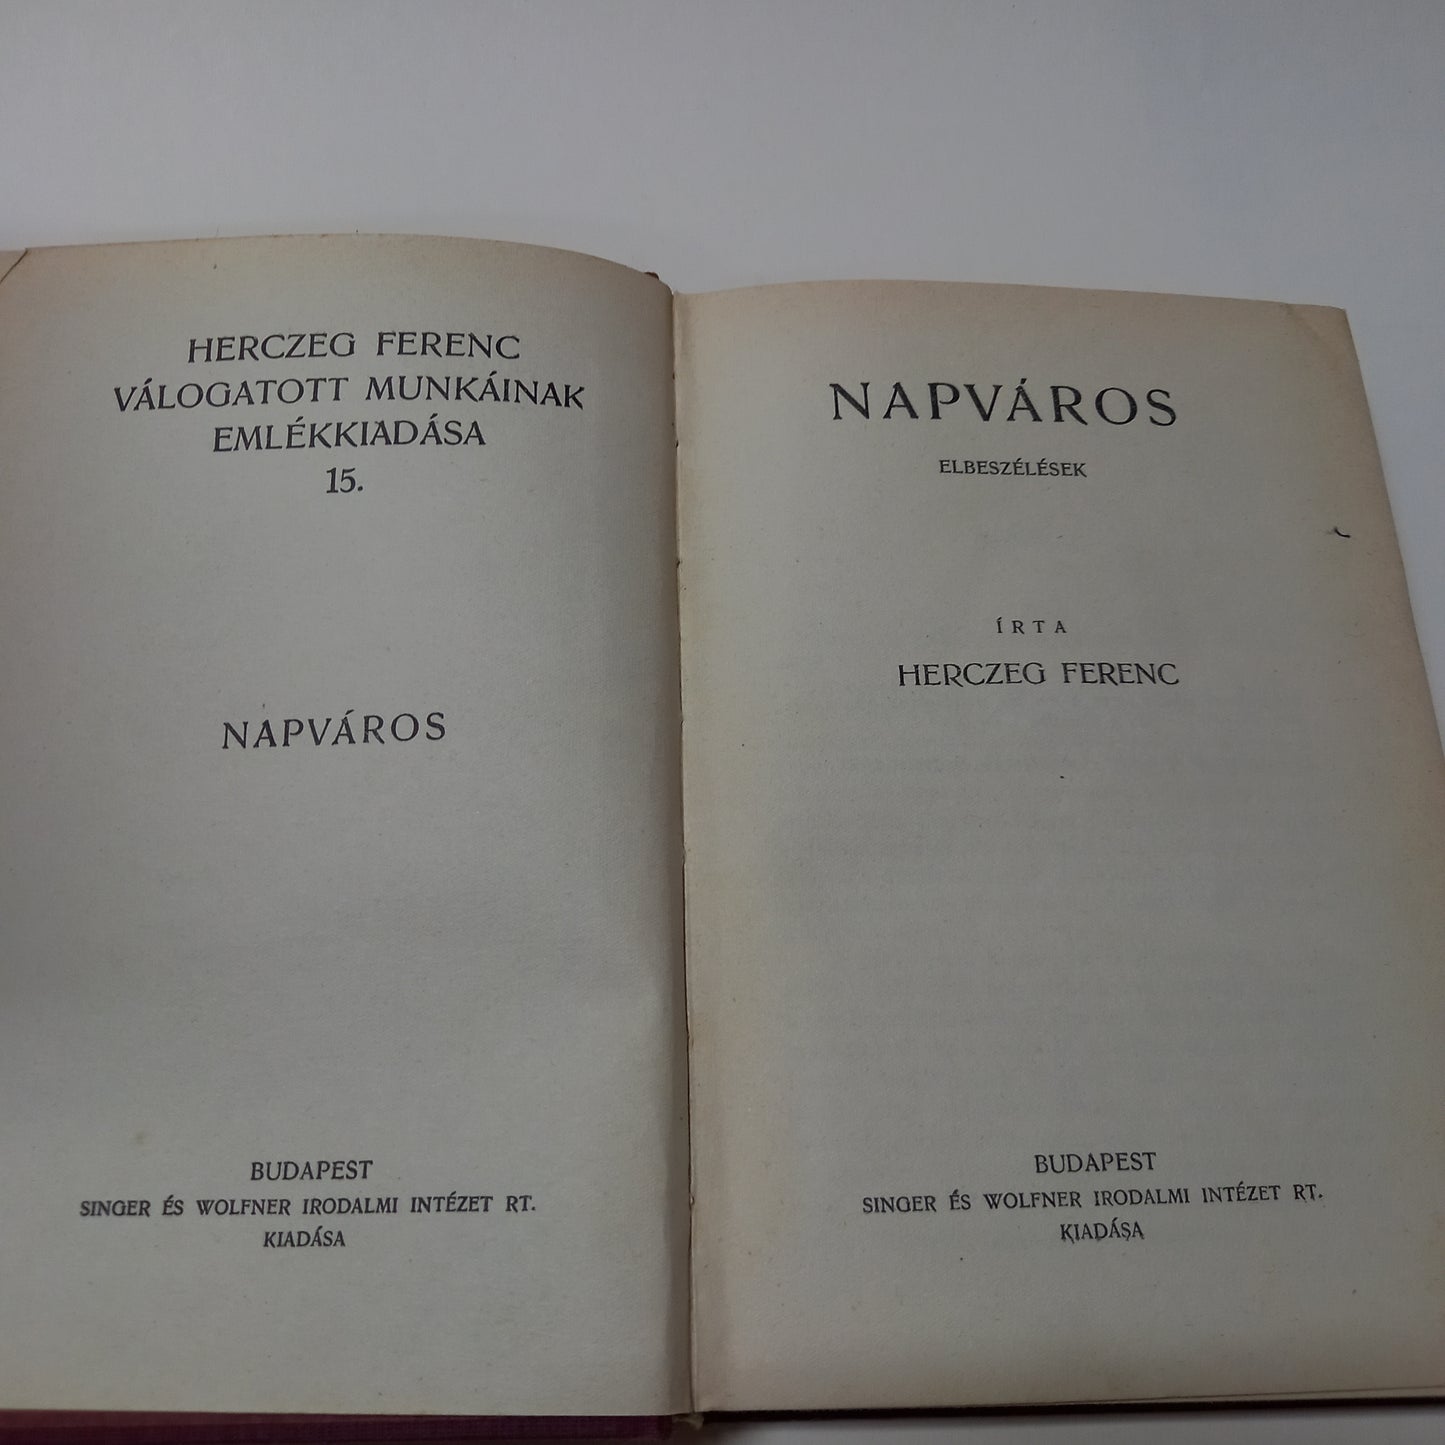 HERCZEG FERENC
VÁLOGATOTT MUNKÁINAK
EMLÉKKIADÁSA
15.
NAPVÁROS
BUDAPEST
SINGER ÉS WOLFNER IRODALMI INTÉZET RT.
KIADÁSA
NAPVÁROS
ELBESZÉLÉSEK
ÍRTA
HERCZEG FERENC
BUDAPEST
SINGER ÉS WOLFNER IRODALMI INTÉZET RT.
KIADÁSA